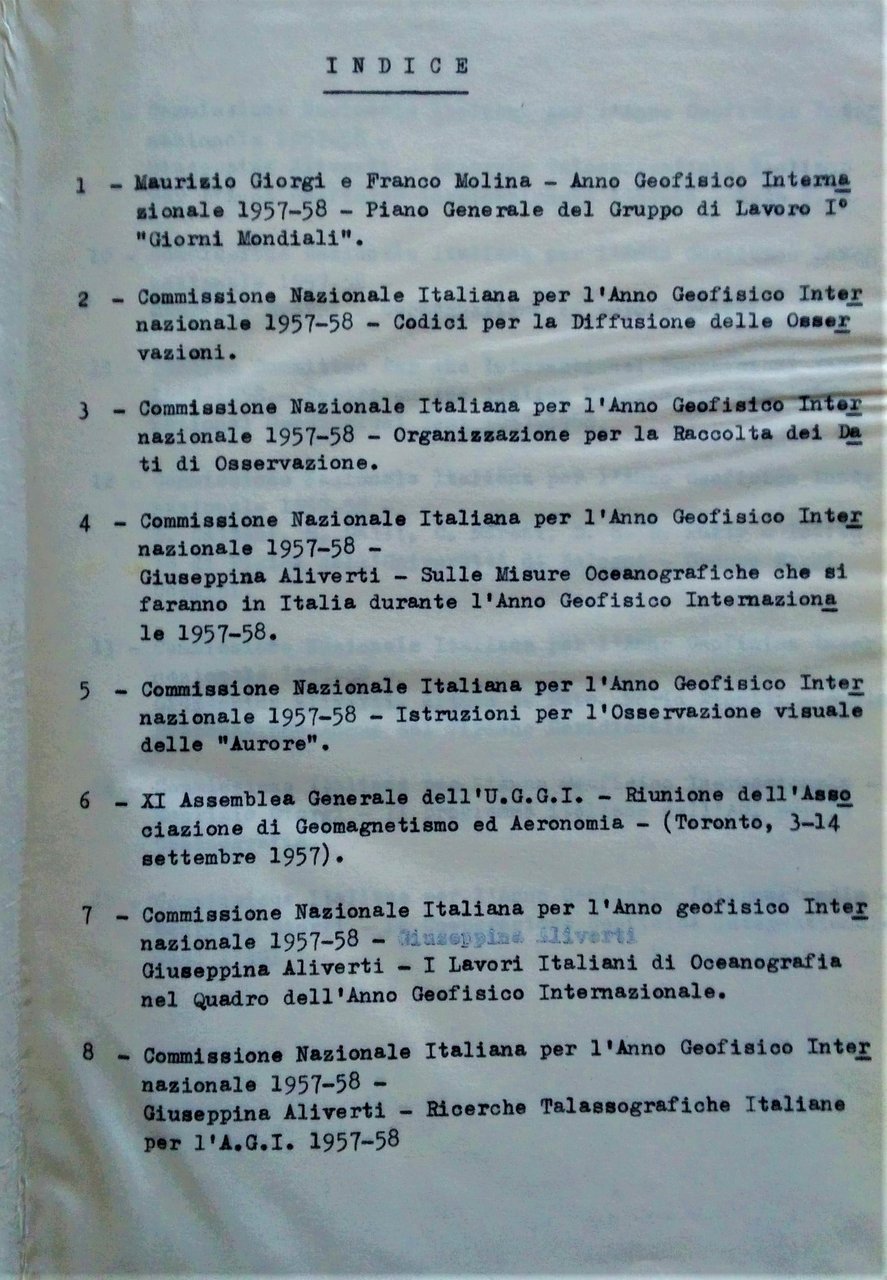 I N D I C E
1 - Maurizio Giorgi e Franco Molina - Anno Geofisico Interna
zionale 1957-58 - Piano Generale del Gruppo di Lavoro I°
"Giorni Mondiali".
2 - Commissione Nazionale Italiana per l'Anno Geofisico Inter
nazionale 1957-58 - Codici per la Diffusione delle Osser
vazioni.
3 - Commissione Nazionale Italiana per l'Anno Geofisico Inter
nazionale 1957-58 - Organizzazione per la Raccolta dei Da
ti di Osservazione.
4 - Commissione Nazionale Italiana per l'Anno Geofisico Inter
nazionale 1957-58 -
Giuseppina Aliverti - Sulle Misure Oceanografiche che si
faranno in Italia durante l'Anno Geofisico Internaziona
le 1957-58.
5 - Commissione Nazionale Italiana per l'Anno Geofisico Inter
nazionale 1957-58 - Istruzioni per l'Osservazione visuale
delle "Aurore".
6 - XI Assemblea Generale dell'U.G.G.I. - Riunione dell'Asso
ciazione di Geomagnetismo ed Aeronomia - (Toronto, 3-14
settembre 1957).
7 - Commissione Nazionale Italiana per l'Anno geofisico Inter
nazionale 1957-58 - Giuseppina Aliverti
Giuseppina Aliverti - I Lavori Italiani di Oceanografia
nel Quadro dell'Anno Geofisico Internazionale.
8 - Commissione Nazionale Italiana per l'Anno Geofisico Inter
nazionale 1957-58 -
Giuseppina Aliverti - Ricerche Talassografiche Italiane
per l'A.G.I. 1957-58